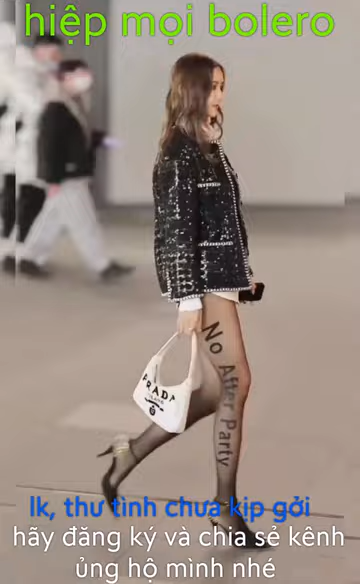 hiệp mọi bolero
PRADA
No After Party
lk, thư tình chưa kịp gởi
hãy đăng ký và chia sẻ kênh
ủng hộ mình nhé